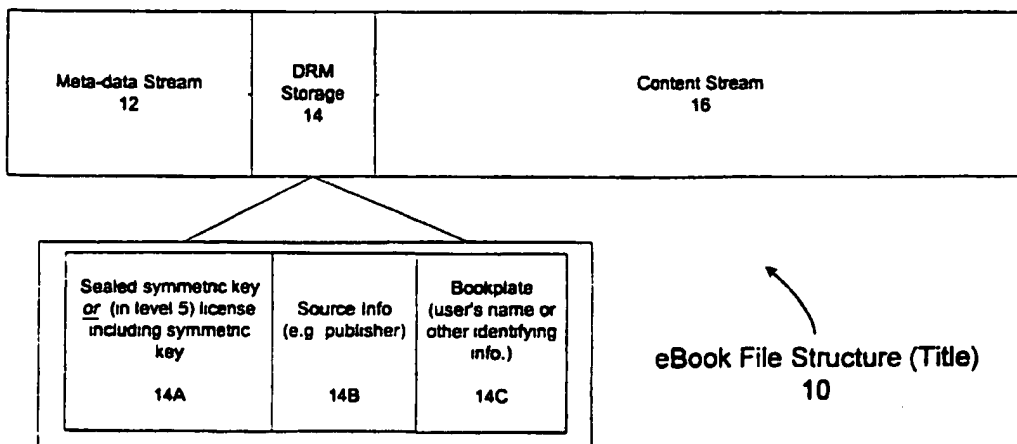 Meta-data Stream
12
DRM
Storage
14
Content Stream
16
Sealed symmetric key
or (in level 5) license
including symmetric
key
14A
Source Info
(e.g publisher)
14B
Bookplate
(user's name or
other identifying
info.)
14C
eBook File Structure (Title)
10